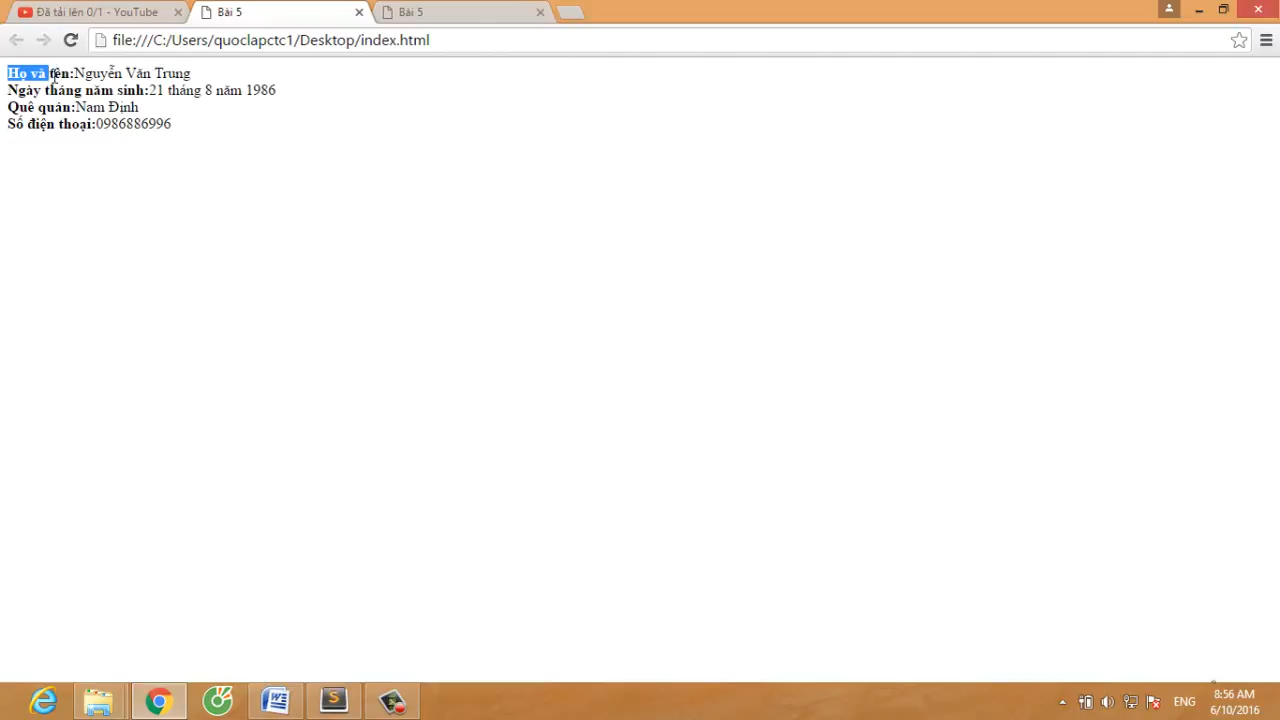 Đã tải lên 0/1 - YouTube
Bài 5
Bài 5
file:///C:/Users/quoclapctc1/Desktop/index.html
Họ và tên:Nguyễn Văn Trung
Ngày tháng năm sinh:21 tháng 8 năm 1986
Quê quán:Nam Định
Số điện thoại:0986886996
ENG
8:56 AM
6/10/2016